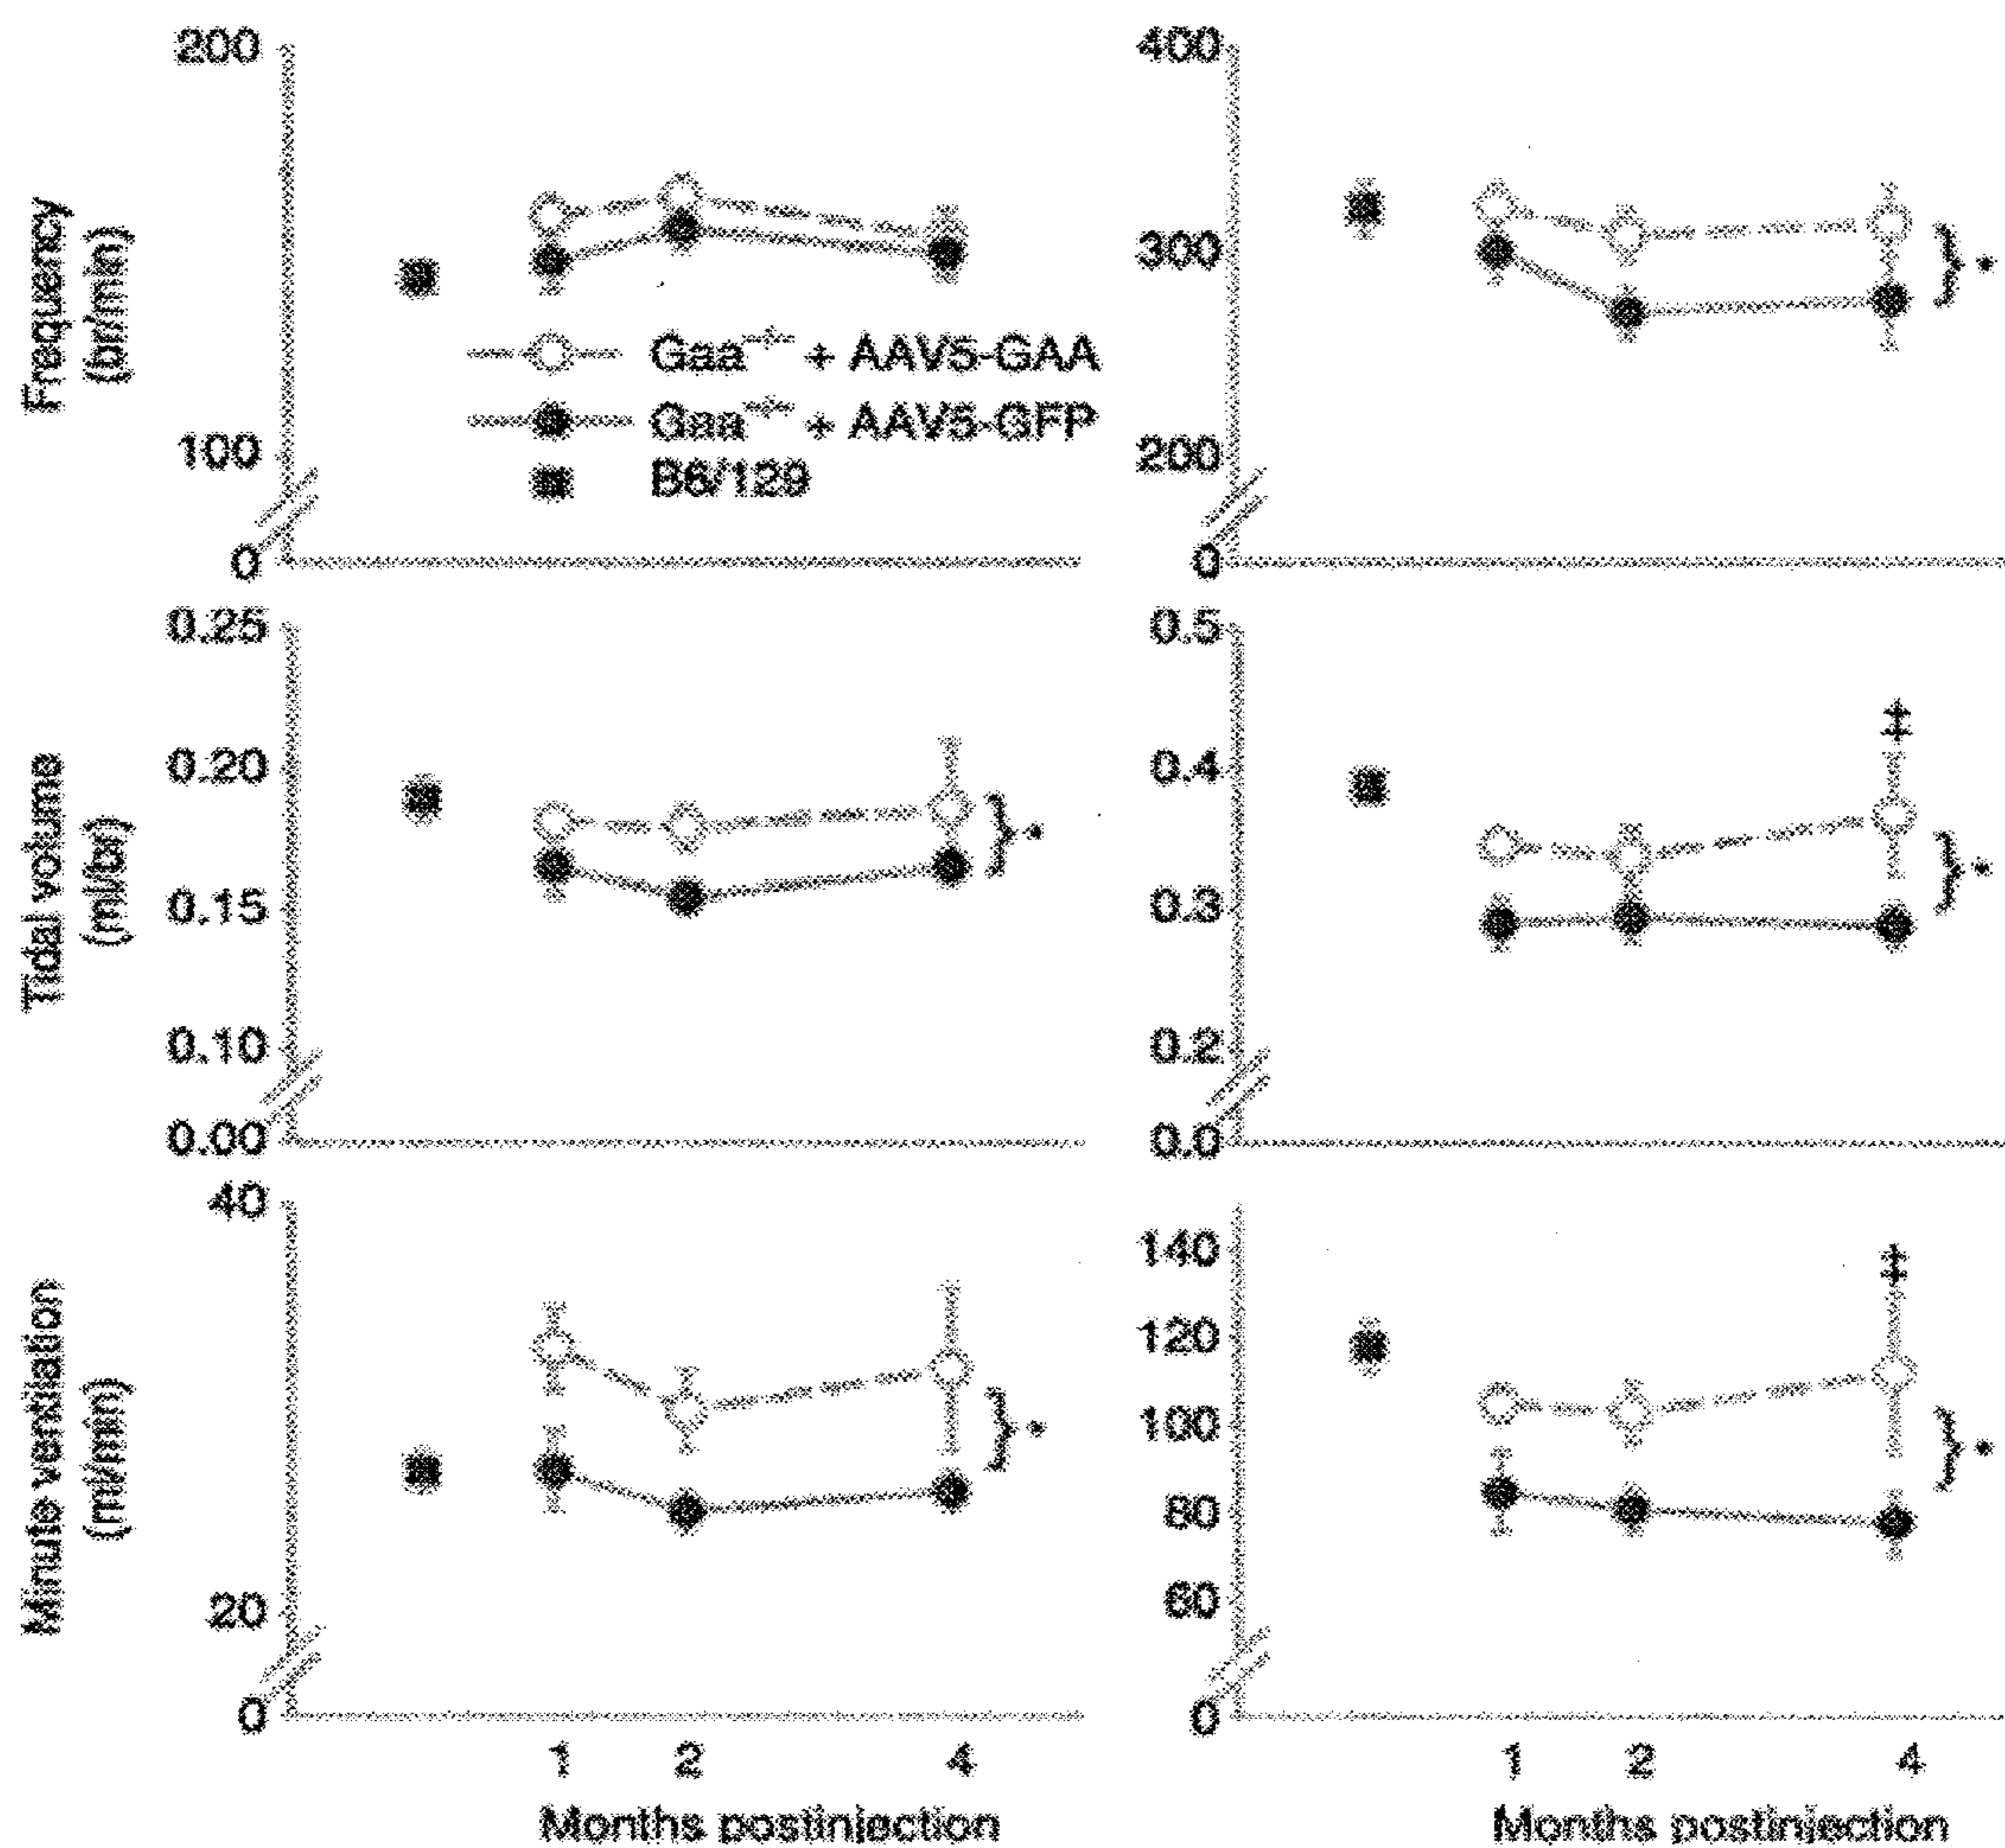 200
Frequency
(br/min)
100
0
Gaa-/- + AAV5-GAA
Gaa-/- + AAV5-GFP
B6/129
400
300
200
0
*
0.25
Tidal volume
(ml/br)
0.20
0.15
0.10
0.00
*
0.5
0.4
0.3
0.2
0.0
‡
*
40
Minute ventilation
(ml/min)
20
0
*
1 2 4
Months postinjection
140
120
100
80
60
0
‡
*
1 2 4
Months postinjection